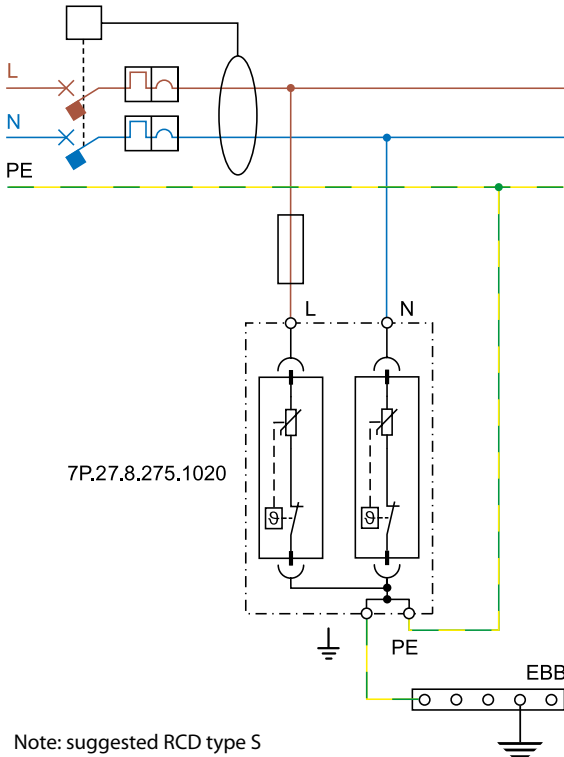 L
N
PE
L
N
7P.27.8.275.1020
ϑ
ϑ
PE
EBB
Note: suggested RCD type S